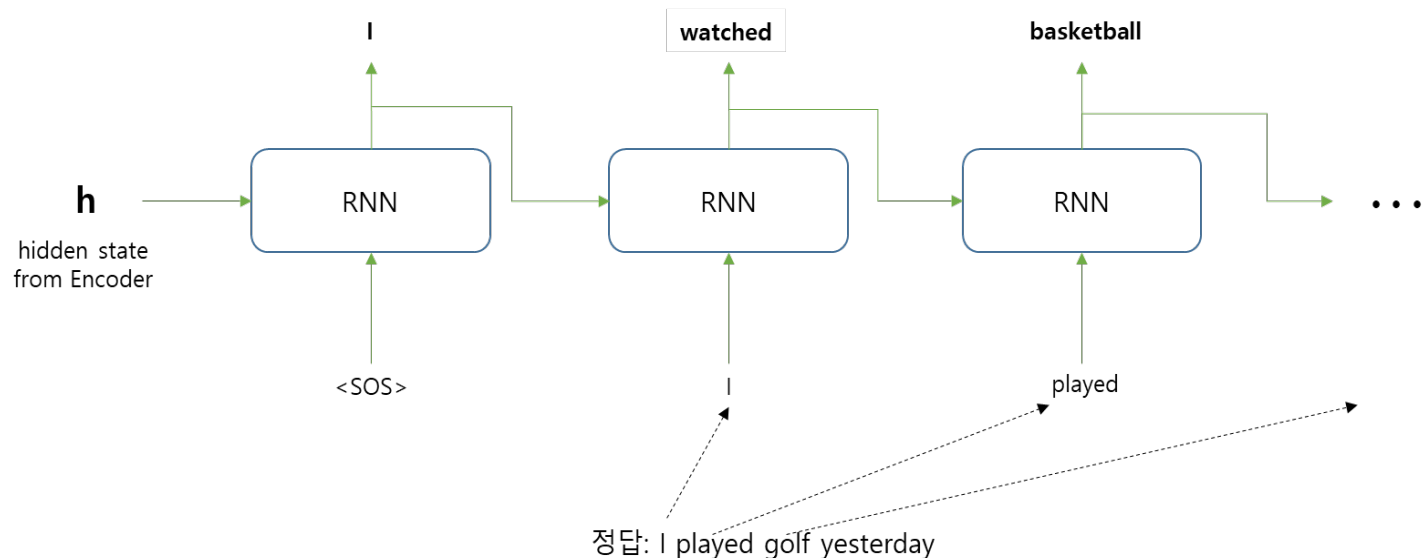 I
watched
basketball
h
hidden state
from Encoder
RNN
RNN
RNN
• • •
<SOS>
I
played
정답: I played golf yesterday